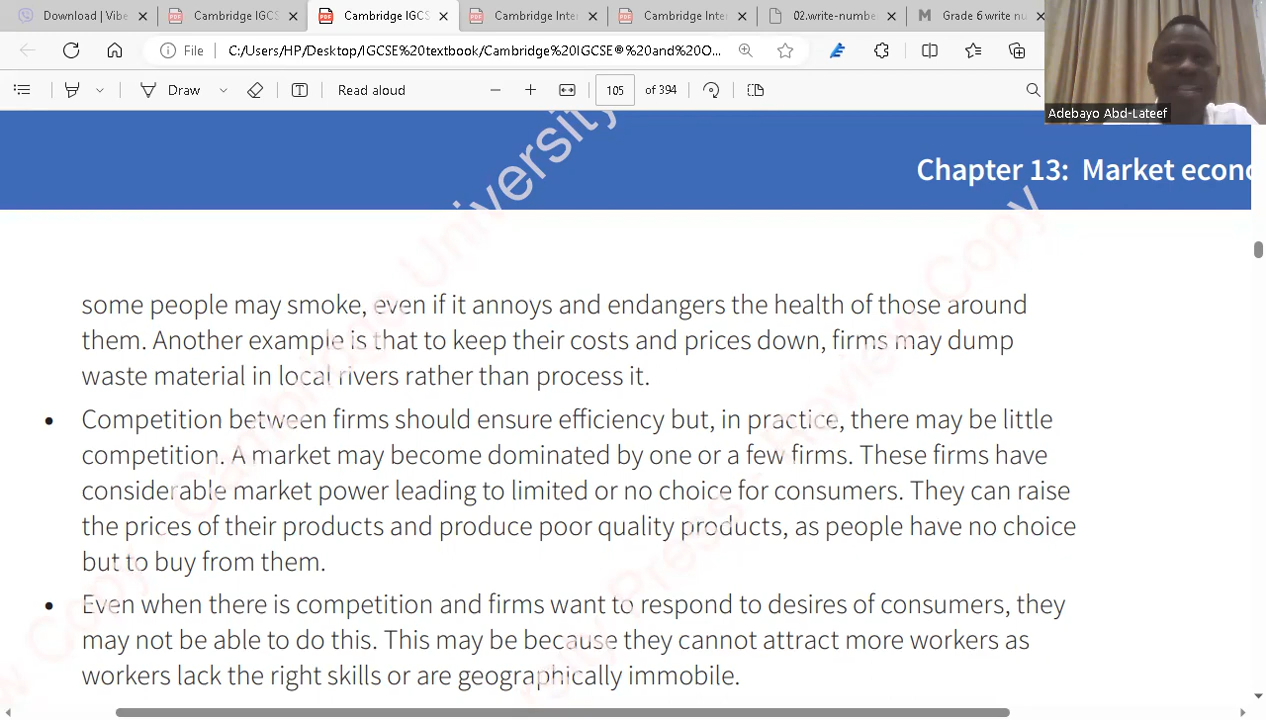 Download | Vibe
Cambridge IGCS
Cambridge IGCS
Cambridge Inter
Cambridge Inter
02.write-number
Grade 6 write nu
File
C:/Users/HP/Desktop/IGCSE%20textbook/Cambridge%20IGCSE®%20and%20O...
Draw
Read aloud
105 of 394
Adebayo Abd-Lateef
Chapter 13: Market econo
some people may smoke, even if it annoys and endangers the health of those around
them. Another example is that to keep their costs and prices down, firms may dump
waste material in local rivers rather than process it.
• Competition between firms should ensure efficiency but, in practice, there may be little
competition. A market may become dominated by one or a few firms. These firms have
considerable market power leading to limited or no choice for consumers. They can raise
the prices of their products and produce poor quality products, as people have no choice
but to buy from them.
• Even when there is competition and firms want to respond to desires of consumers, they
may not be able to do this. This may be because they cannot attract more workers as
workers lack the right skills or are geographically immobile.
Cambridge University
Press - Review Copy